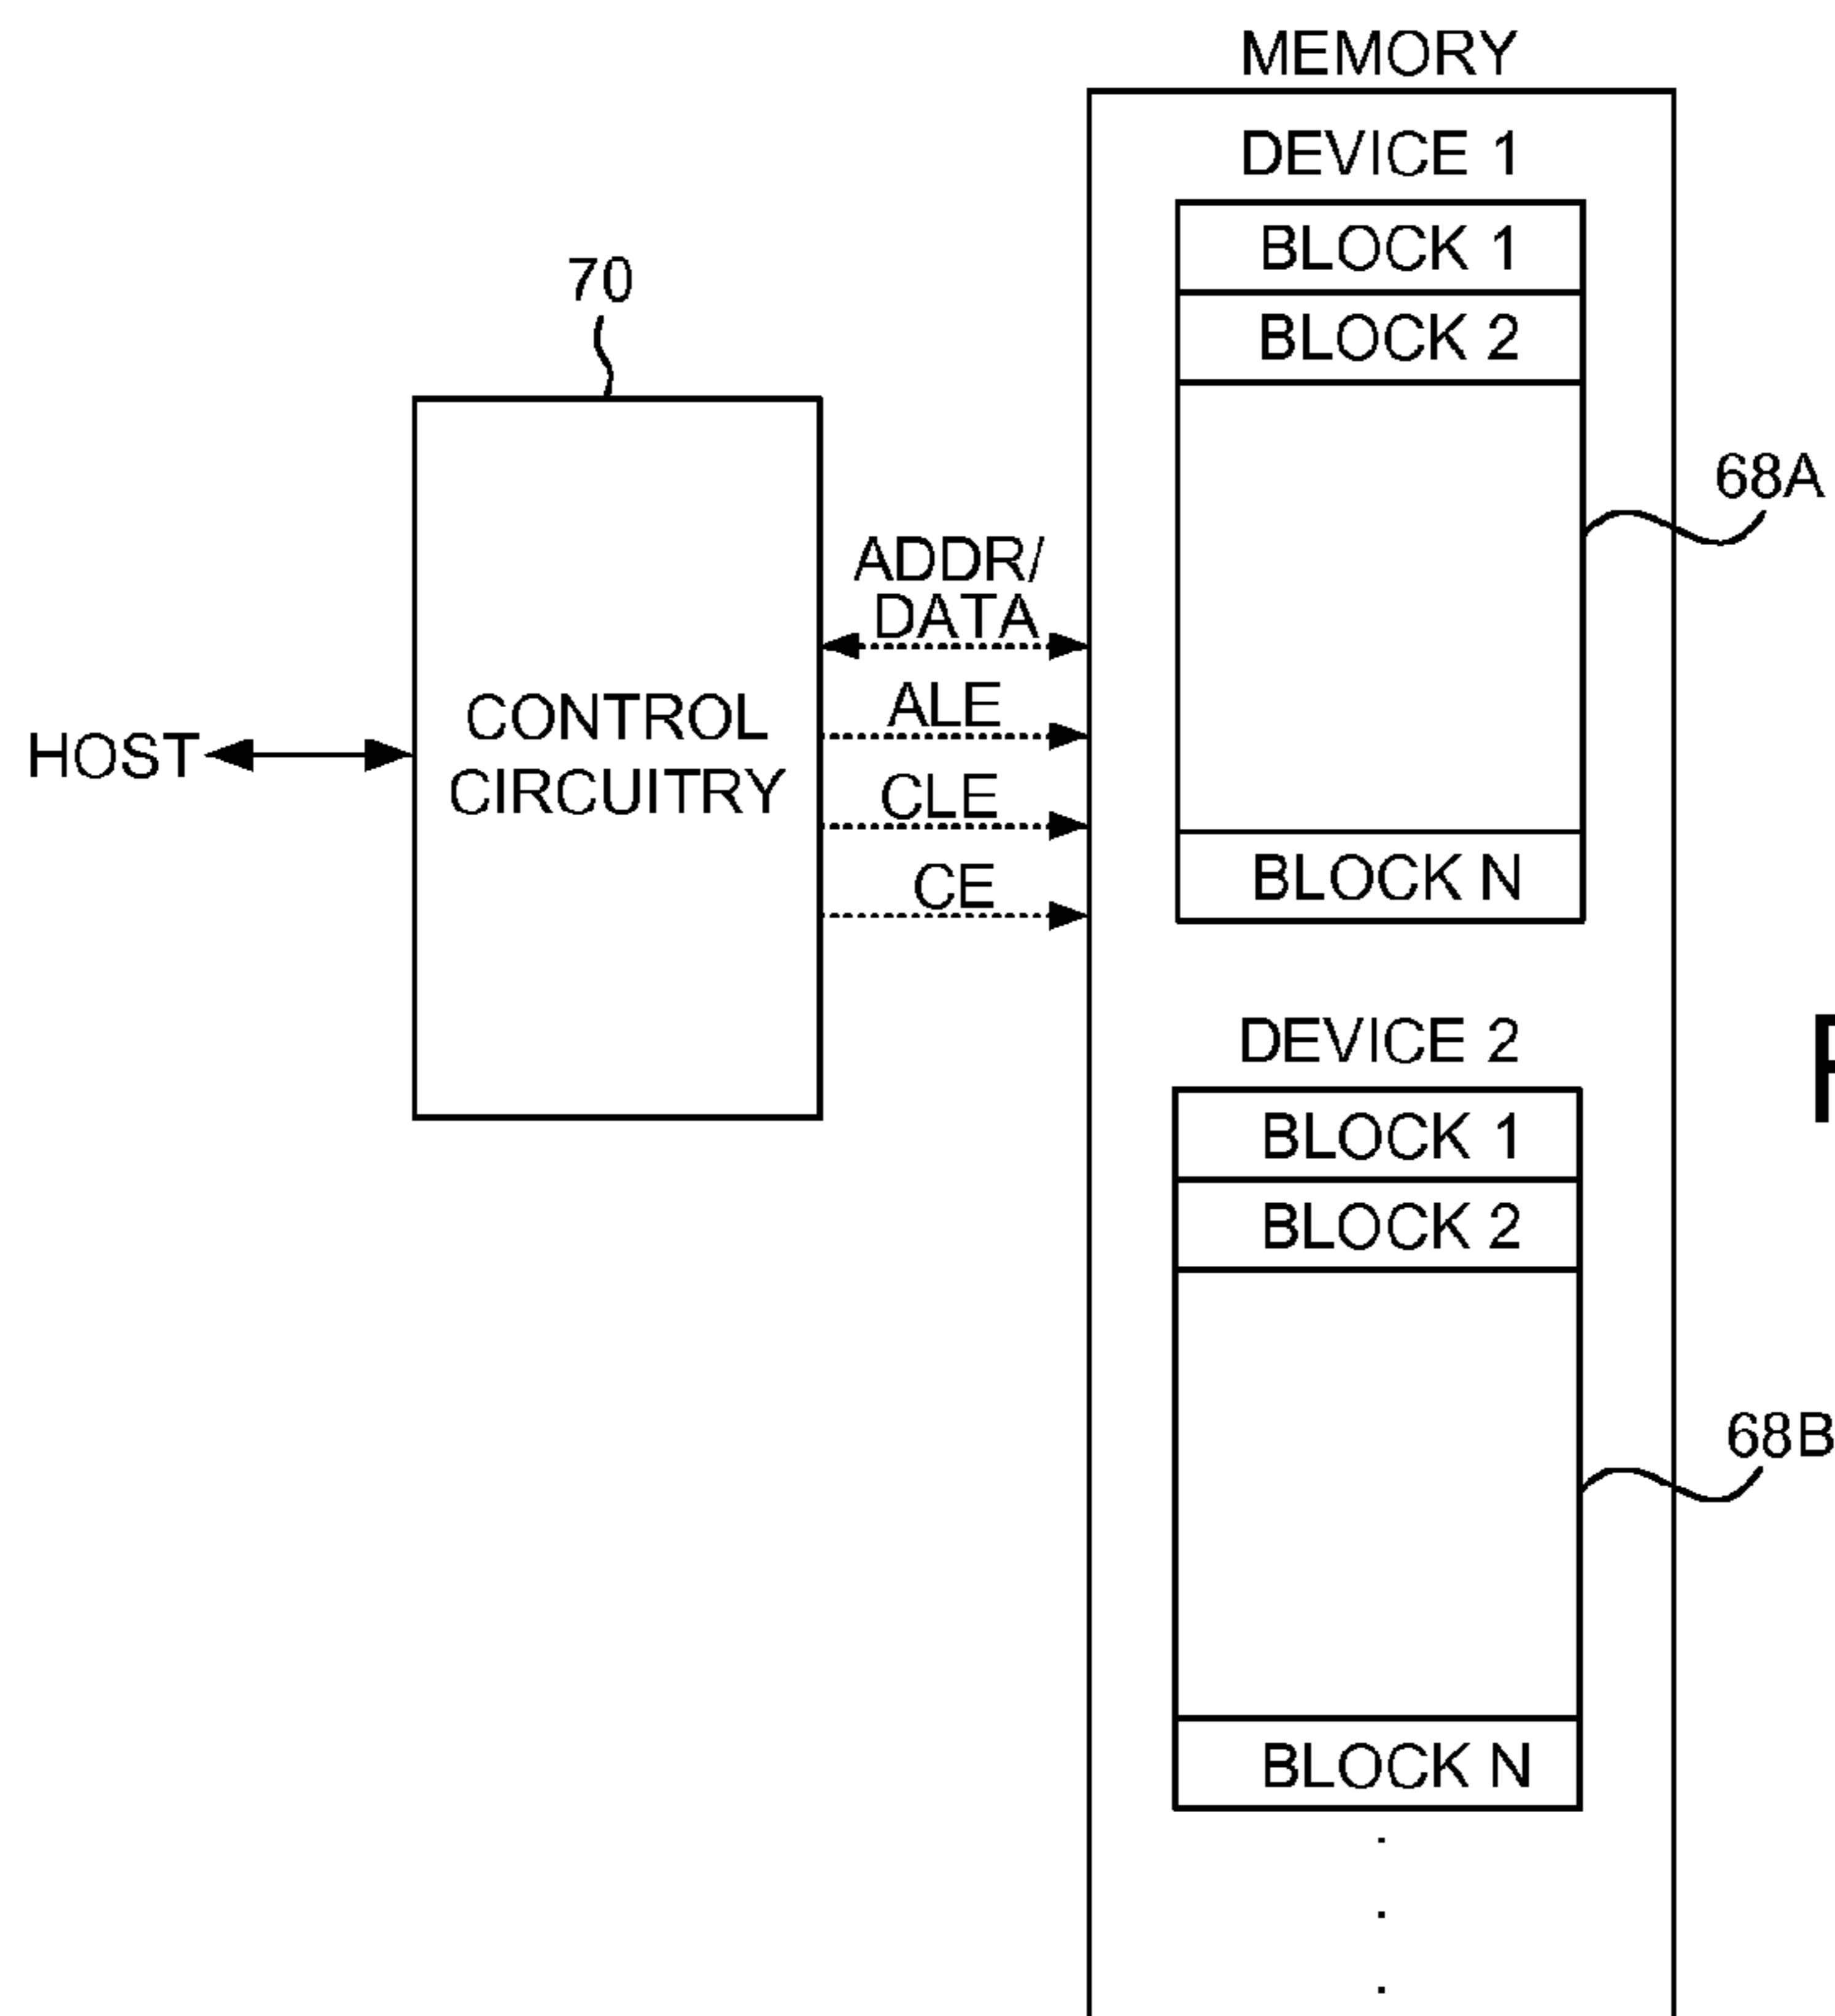 MEMORY
DEVICE 1
BLOCK 1
BLOCK 2
70
68A
ADDR/
DATA
ALE
CONTROL
CIRCUITRY
HOST
CLE
CE
BLOCK N
DEVICE 2
BLOCK 1
BLOCK 2
68B
BLOCK N